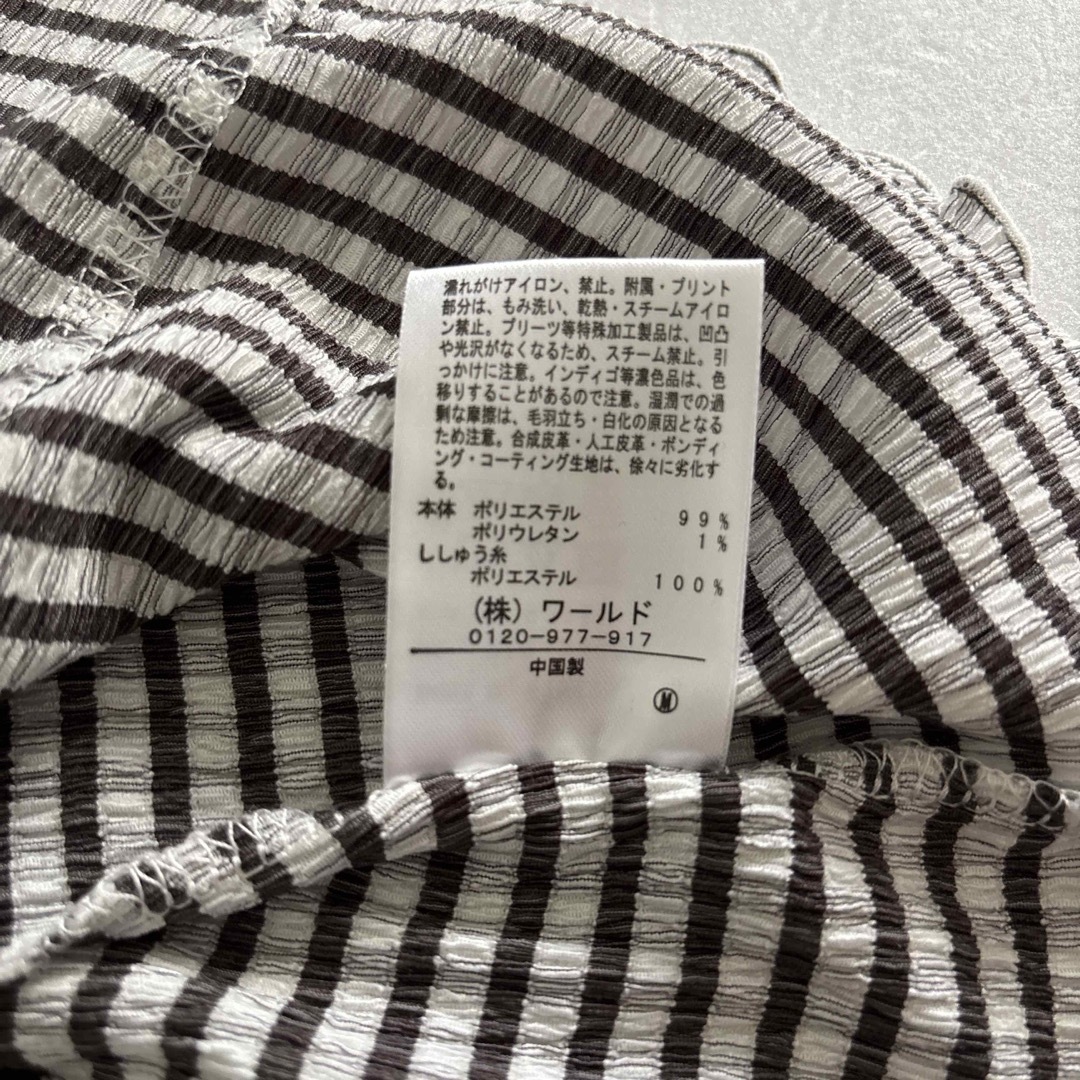 濡れがけアイロン、禁止。附属・プリント
部分は、もみ洗い、乾熱・スチームアイロ
ン禁止。プリーツ等特殊加工製品は、凹凸
や光沢がなくなるため、スチーム禁止。引
っかけに注意。インディゴ等濃色品は、色
移りすることがあるので注意。湿潤での過
剰な摩擦は、毛羽立ち・白化の原因となる
ため注意。合成皮革・人工皮革・ボンディ
ング・コーティング生地は、徐々に劣化す
る。
本体 ポリエステル 99%
ポリウレタン 1%
ししゅう糸
ポリエステル 100%
(株) ワールド
0120-977-917
中国製
Ⓜ